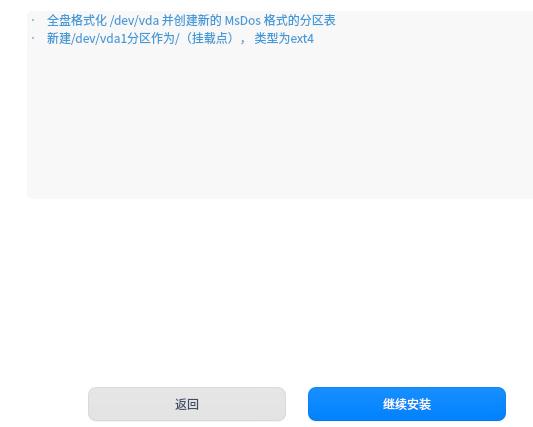 · 全盘格式化 /dev/vda 并创建新的 MsDos 格式的分区表
· 新建/dev/vda1分区作为/（挂载点）， 类型为ext4
返回
继续安装